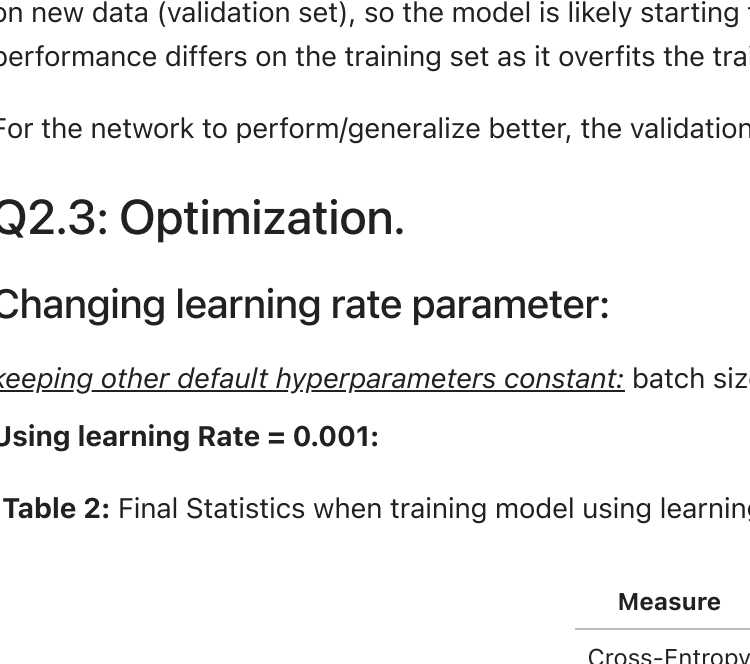 on new data (validation set), so the model is likely starting
performance differs on the training set as it overfits the
For the network to perform/generalize better, the validation
Q2.3: Optimization.
Changing learning rate parameter:
keeping other default hyperparameters constant: batch
Using learning Rate = 0.001:
Table 2: Final Statistics when training model using
Measure
Cross-Entropy